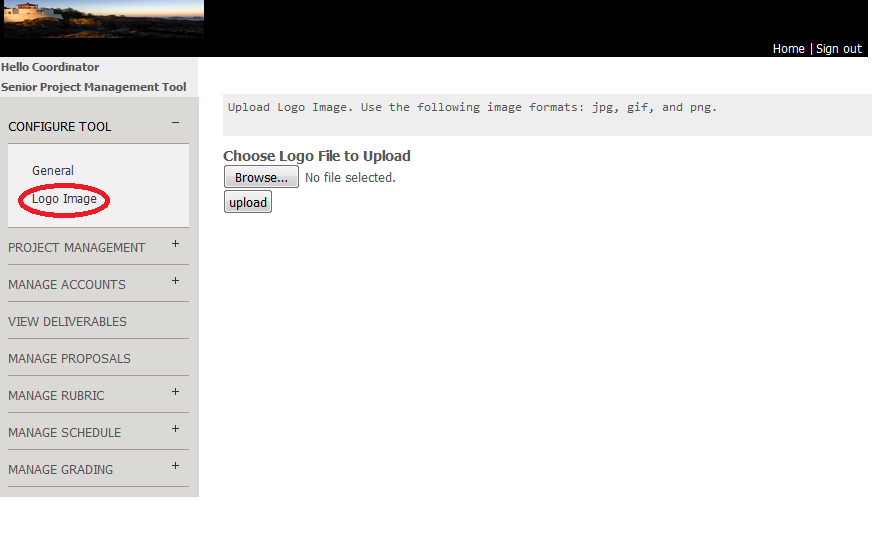 Home | Sign out
Hello Coordinator
Senior Project Management Tool
CONFIGURE TOOL −
General
Logo Image
PROJECT MANAGEMENT +
MANAGE ACCOUNTS +
VIEW DELIVERABLES
MANAGE PROPOSALS
MANAGE RUBRIC +
MANAGE SCHEDULE +
MANAGE GRADING +
Upload Logo Image. Use the following image formats: jpg, gif, and png.
Choose Logo File to Upload
Browse... No file selected.
upload